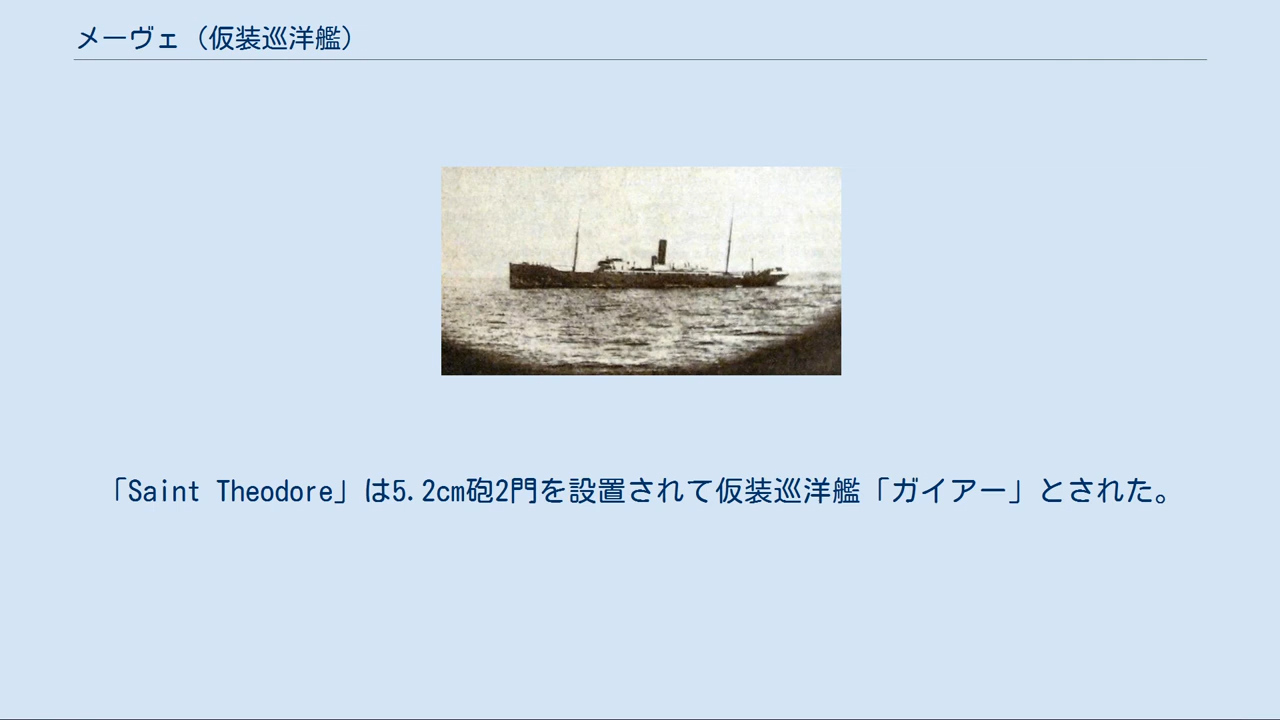 メーヴェ（仮装巡洋艦）
「Saint Theodore」は5.2cm砲2門を設置されて仮装巡洋艦「ガイアー」とされた。